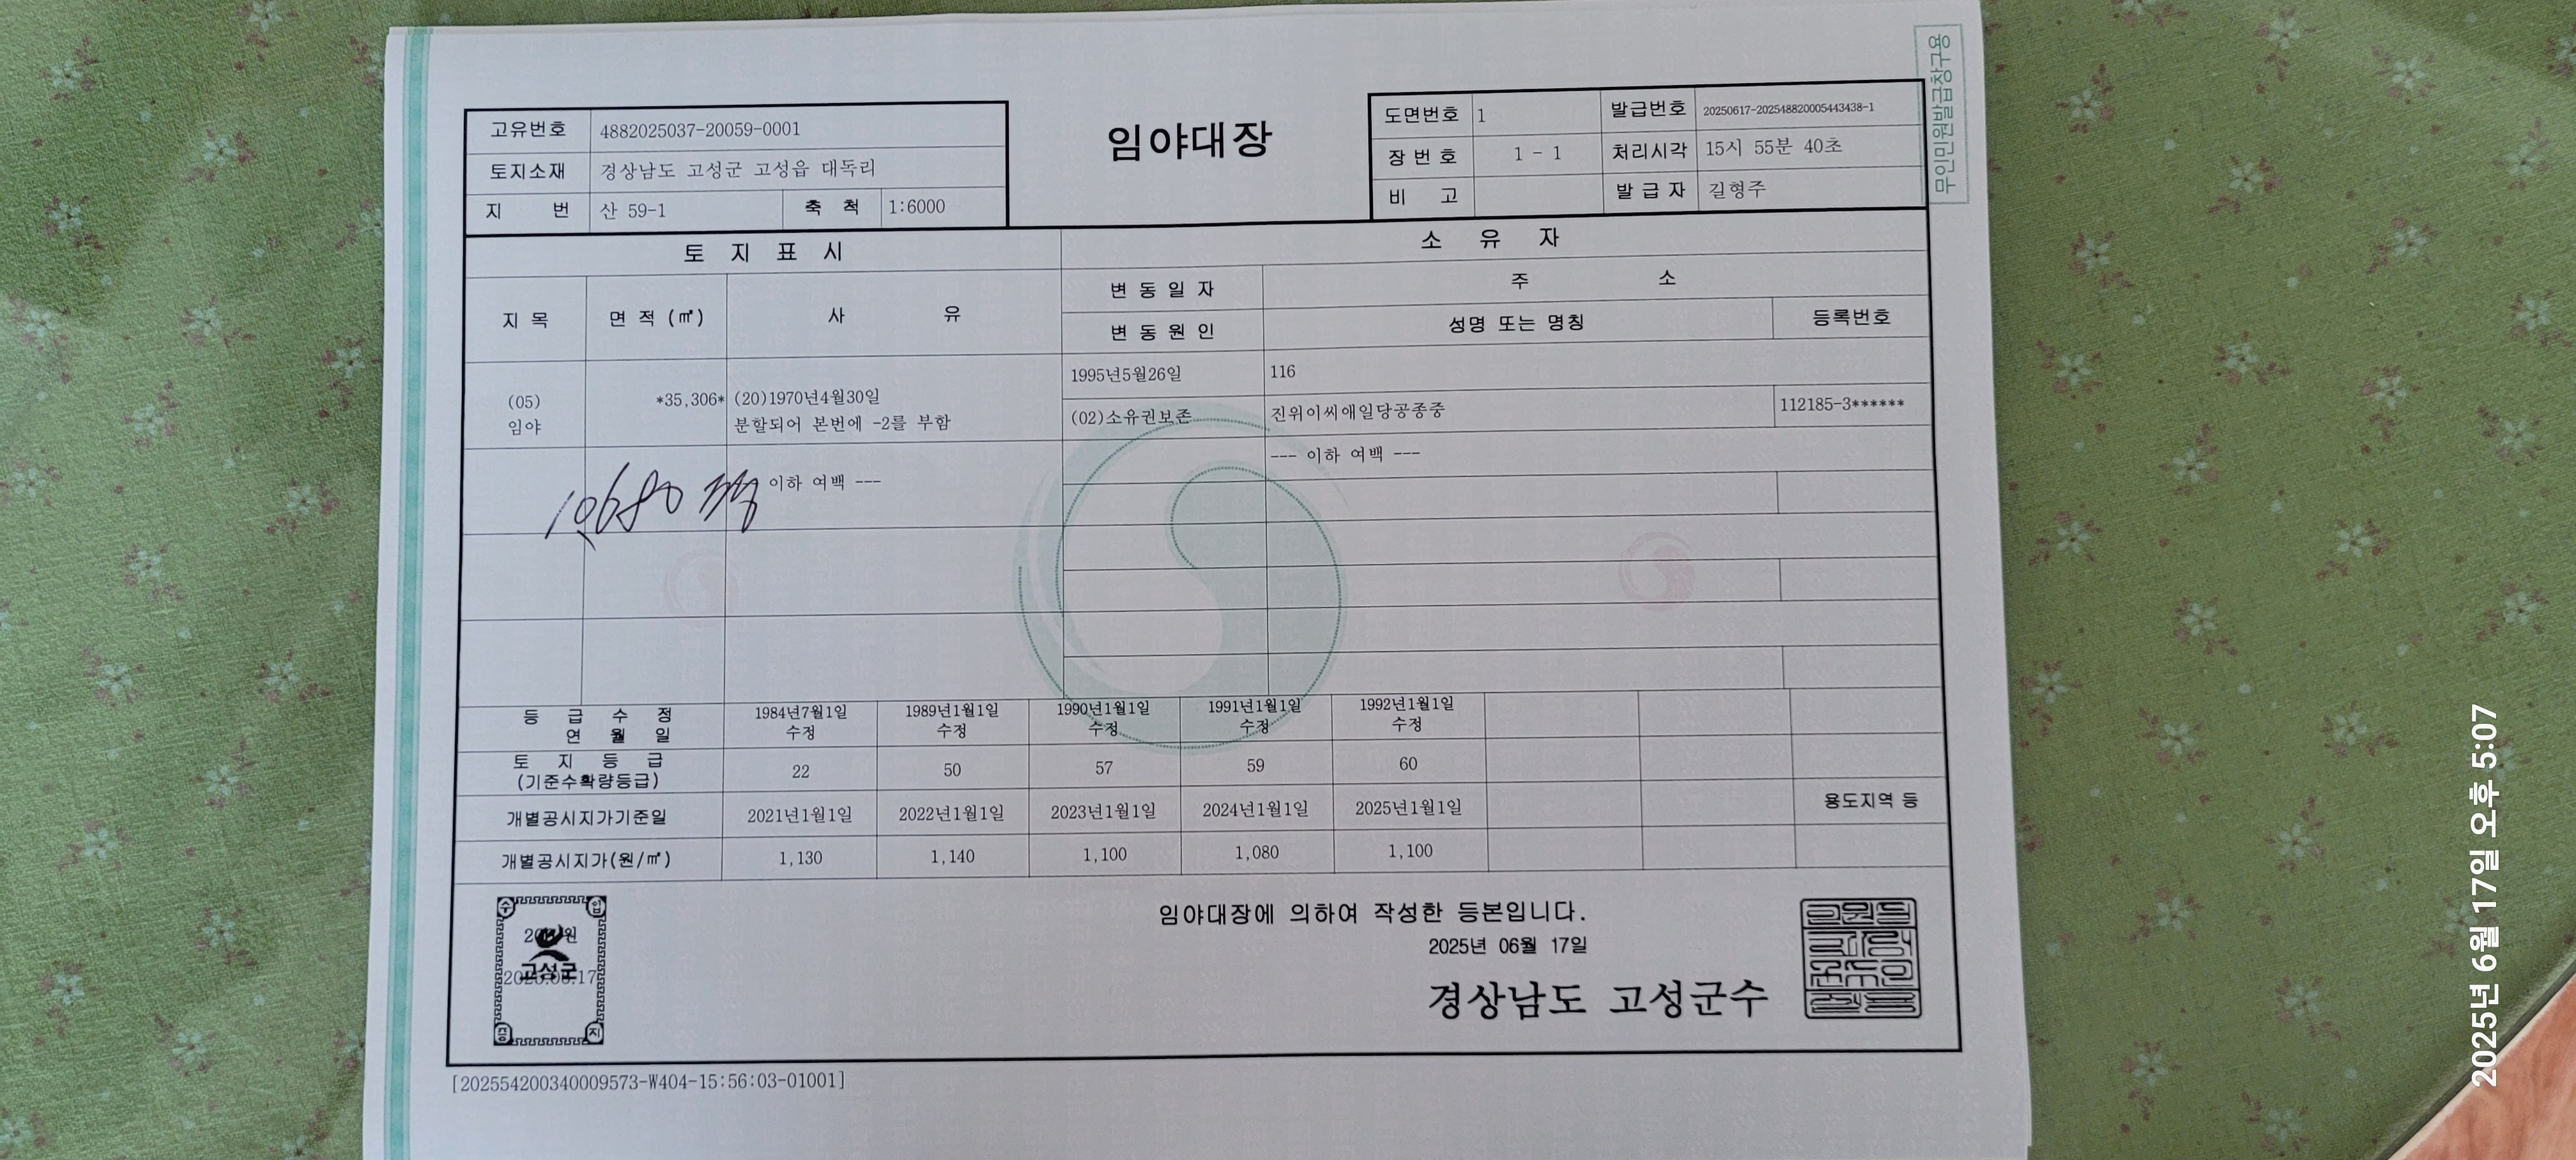 무인민원발급창구용
고유번호 4882025037-20059-0001
토지소재 경상남도 고성군 고성읍 대독리
지 번 산 59-1 축 척 1:6000
임야대장
도면번호 1 발급번호 20250617-202548820005443438-1
장 번 호 1 - 1 처리시각 15시 55분 40초
비 고 발 급 자 길형주
토 지 표 시 소 유 자
지 목 면 적 (㎡) 사 유
변 동 일 자 주 소
변 동 원 인 성명 또는 명칭 등록번호
(05)
임야
*35,306*
(20)1970년4월30일
분할되어 본번에 -2를 부함
1995년5월26일 116
(02)소유권보존 진위이씨애일당공종중 112185-3******
이하 여백 ---
--- 이하 여백 ---
10680
등 급 수 정
연 월 일
1984년7월1일
수정
1989년1월1일
수정
1990년1월1일
수정
1991년1월1일
수정
1992년1월1일
수정
토 지 등 급
(기준수확량등급)
22 50 57 59 60
개별공시지가기준일 2021년1월1일 2022년1월1일 2023년1월1일 2024년1월1일 2025년1월1일 용도지역 등
개별공시지가(원/㎡) 1,130 1,140 1,100 1,080 1,100
수 입
고성군
증 지
임야대장에 의하여 작성한 등본입니다.
2025년 06월 17일
경상남도 고성군수
[202554200340009573-W404-15:56:03-01001]
2025년 6월 17일 오후 5:07